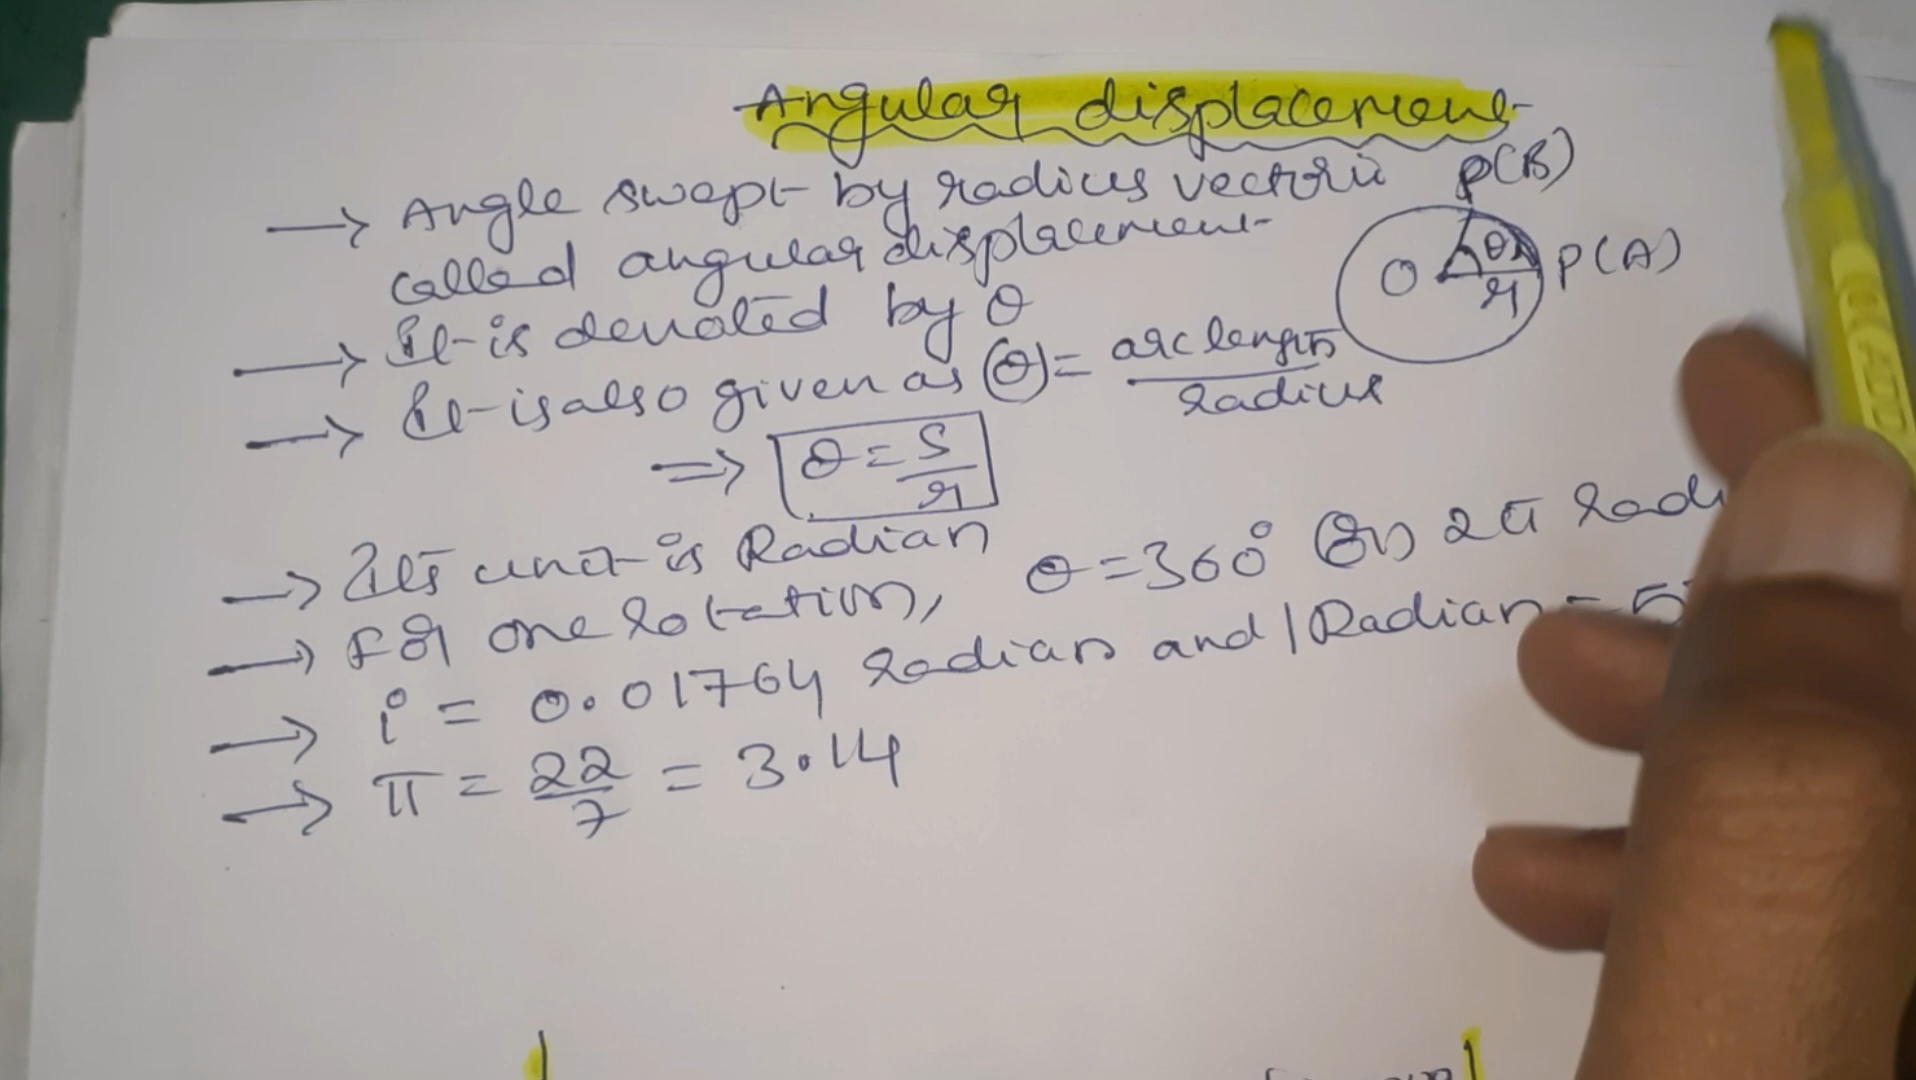 Angular displacement
→ Angle swept by radius vector is
called angular displacement
P(B)
O θ r P(A)
→ It is denoted by θ
→ It is also given as (θ) = arc length / radius
⇒ θ = S / r
→ Its unit is Radian
→ For one rotation, θ = 360° (or) 2π Radi
→ 1° = 0.01764 radian and 1 Radian = 5
→ π = 22/7 = 3.14